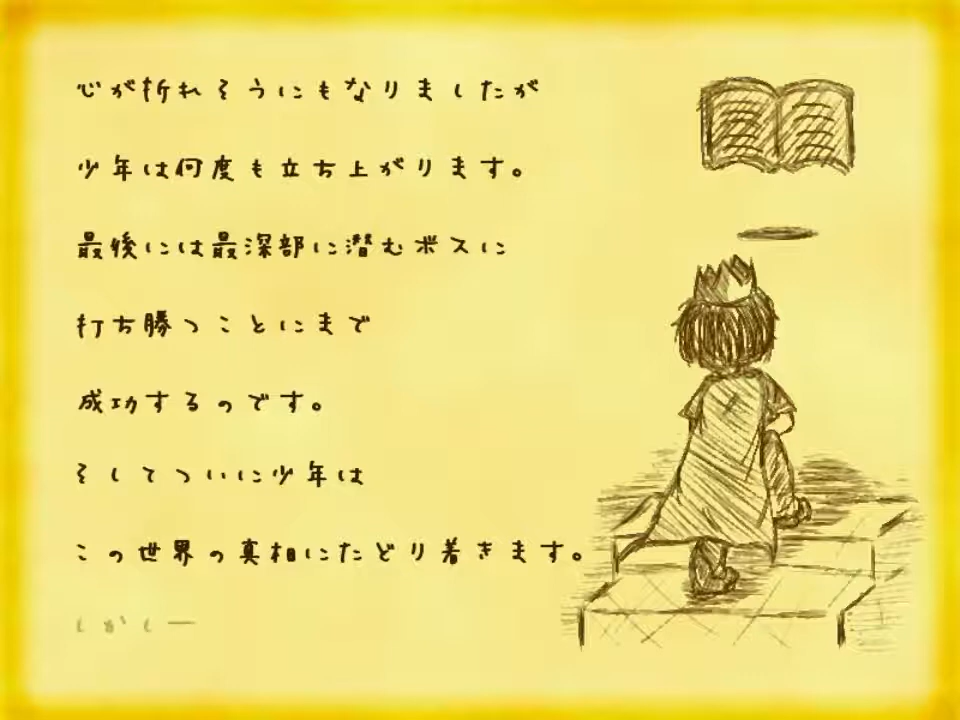 心が折れそうにもなりましたが
少年は何度も立ち上がります。
最後には最深部に潜むボスに
打ち勝つことにまで
成功するのです。
そしてついに少年は
この世界の真相にたどり着きます。
しかしー